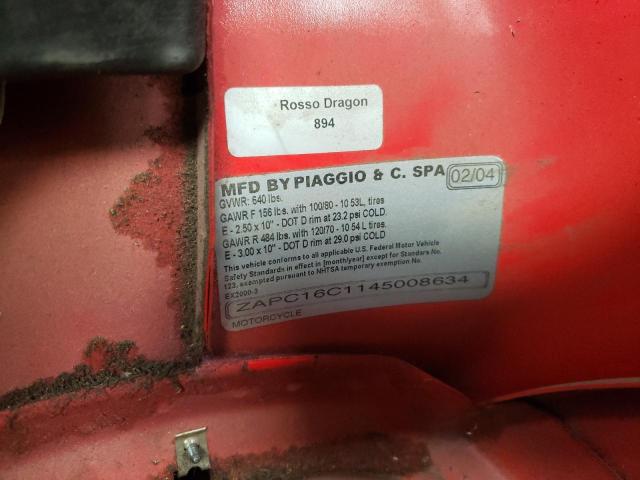 Rosso Dragon
894
MFD BY PIAGGIO & C. SPA 02/04
GVWR: 640 lbs.
GAWR F 156 lbs. with 100/80 - 10 53L, tires
E - 2.50 x 10" - DOT D rim at 23.2 psi COLD.
GAWR R 484 lbs. with 120/70 - 10 54 L tires
E - 3.00 x 10" - DOT D rim at 29.0 psi COLD
This vehicle conforms to all applicable U.S. Federal Motor Vehicle
Safety Standards in effect in [month/year] except for Standars No.
123, exempted pursuant to NHTSA temporary exemption No.
EX2000-3
ZAPC16C1145008634
MOTORCYCLE